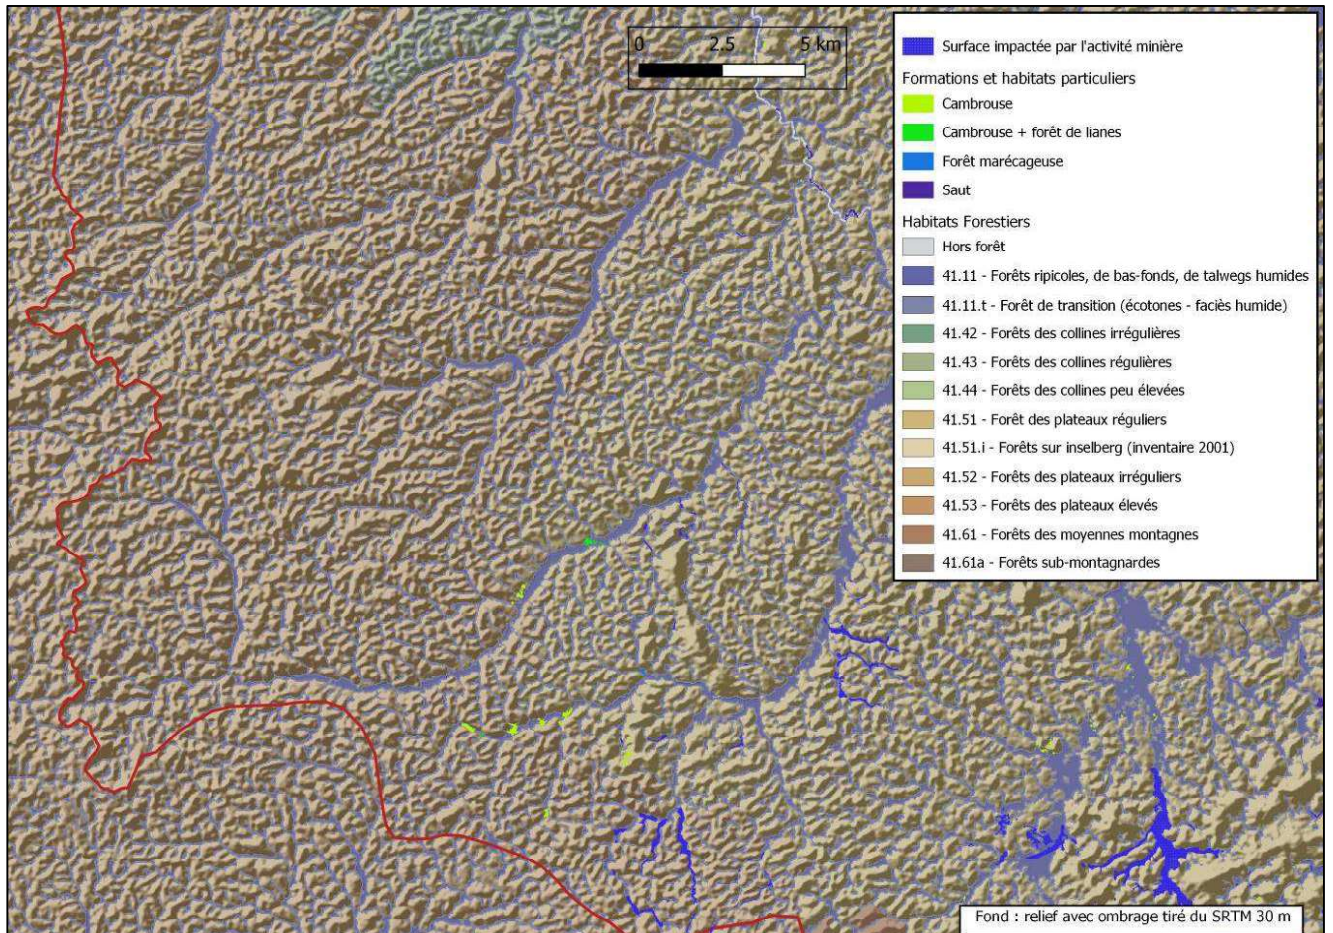 0 2.5 5 km
Surface impactée par l'activité minière
Formations et habitats particuliers
Cambrouse
Cambrouse + forêt de lianes
Forêt marécageuse
Saut
Habitats Forestiers
Hors forêt
41.11 - Forêts ripicoles, de bas-fonds, de talwegs humides
41.11.t - Forêt de transition (écotones - faciès humide)
41.42 - Forêts des collines irrégulières
41.43 - Forêts des collines régulières
41.44 - Forêts des collines peu élevées
41.51 - Forêt des plateaux réguliers
41.51.i - Forêts sur inselberg (inventaire 2001)
41.52 - Forêts des plateaux irréguliers
41.53 - Forêts des plateaux élevés
41.61 - Forêts des moyennes montagnes
41.61a - Forêts sub-montagnardes
Fond : relief avec ombrage tiré du SRTM 30 m